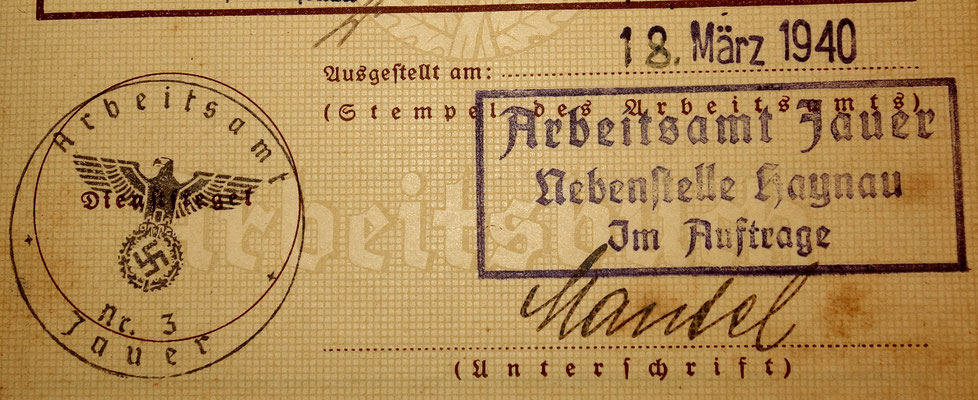 18. März 1940
Ausgestellt am:
(Stempel des Arbeitsamts)
Arbeitsamt Jauer
Nebenstelle Haynau
Im Auftrage
Mandel
(Unterschrift)
Arbeitsamt
Dienstsiegel
Nr. 3
Jauer
Arbeitsbuch